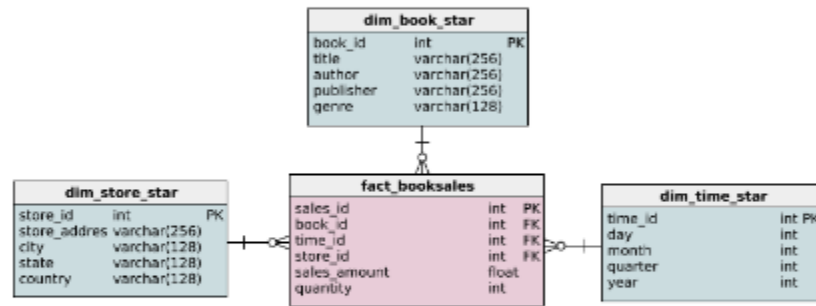 dim_book_star
book_id int PK
title varchar(256)
author varchar(256)
publisher varchar(256)
genre varchar(128)
dim_store_star
store_id int PK
store_addres varchar(256)
city varchar(128)
state varchar(128)
country varchar(128)
fact_booksales
sales_id int PK
book_id int FK
time_id int FK
store_id int FK
sales_amount float
quantity int
dim_time_star
time_id int PK
day int
month int
quarter int
year int